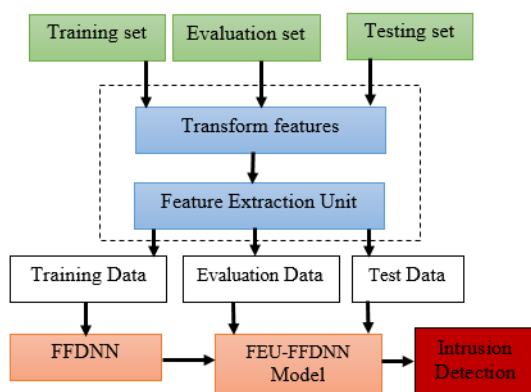 Training set
Evaluation set
Testing set
Transform features
Feature Extraction Unit
Training Data
Evaluation Data
Test Data
FFDNN
FEU-FFDNN
Model
Intrusion
Detection